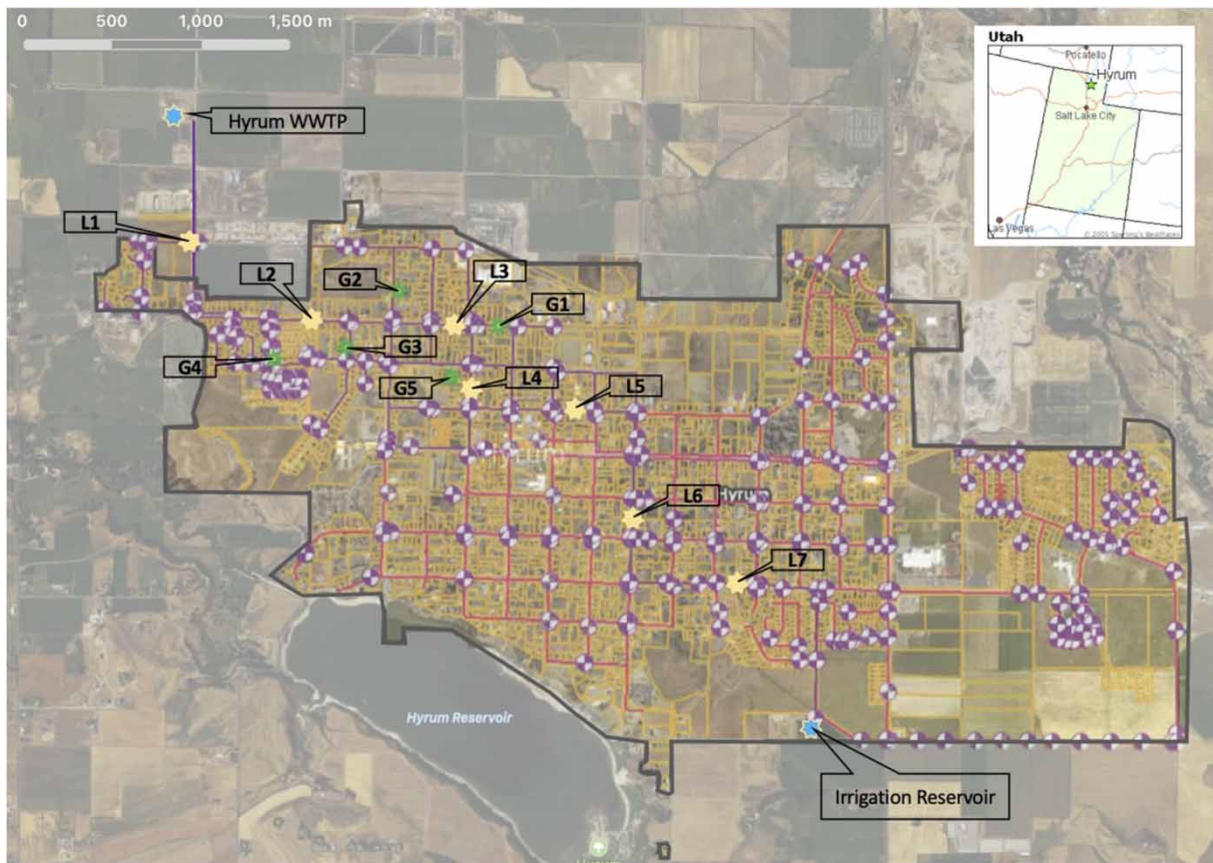 0 500 1,000 1,500 m
Utah
Pocatello
Hyrum
Salt Lake City
Las Vegas
Hyrum WWTP
L1
L2
G2
L3
G1
G3
G4
G5
L4
L5
Hyrum
L6
L7
Hyrum Reservoir
Irrigation Reservoir